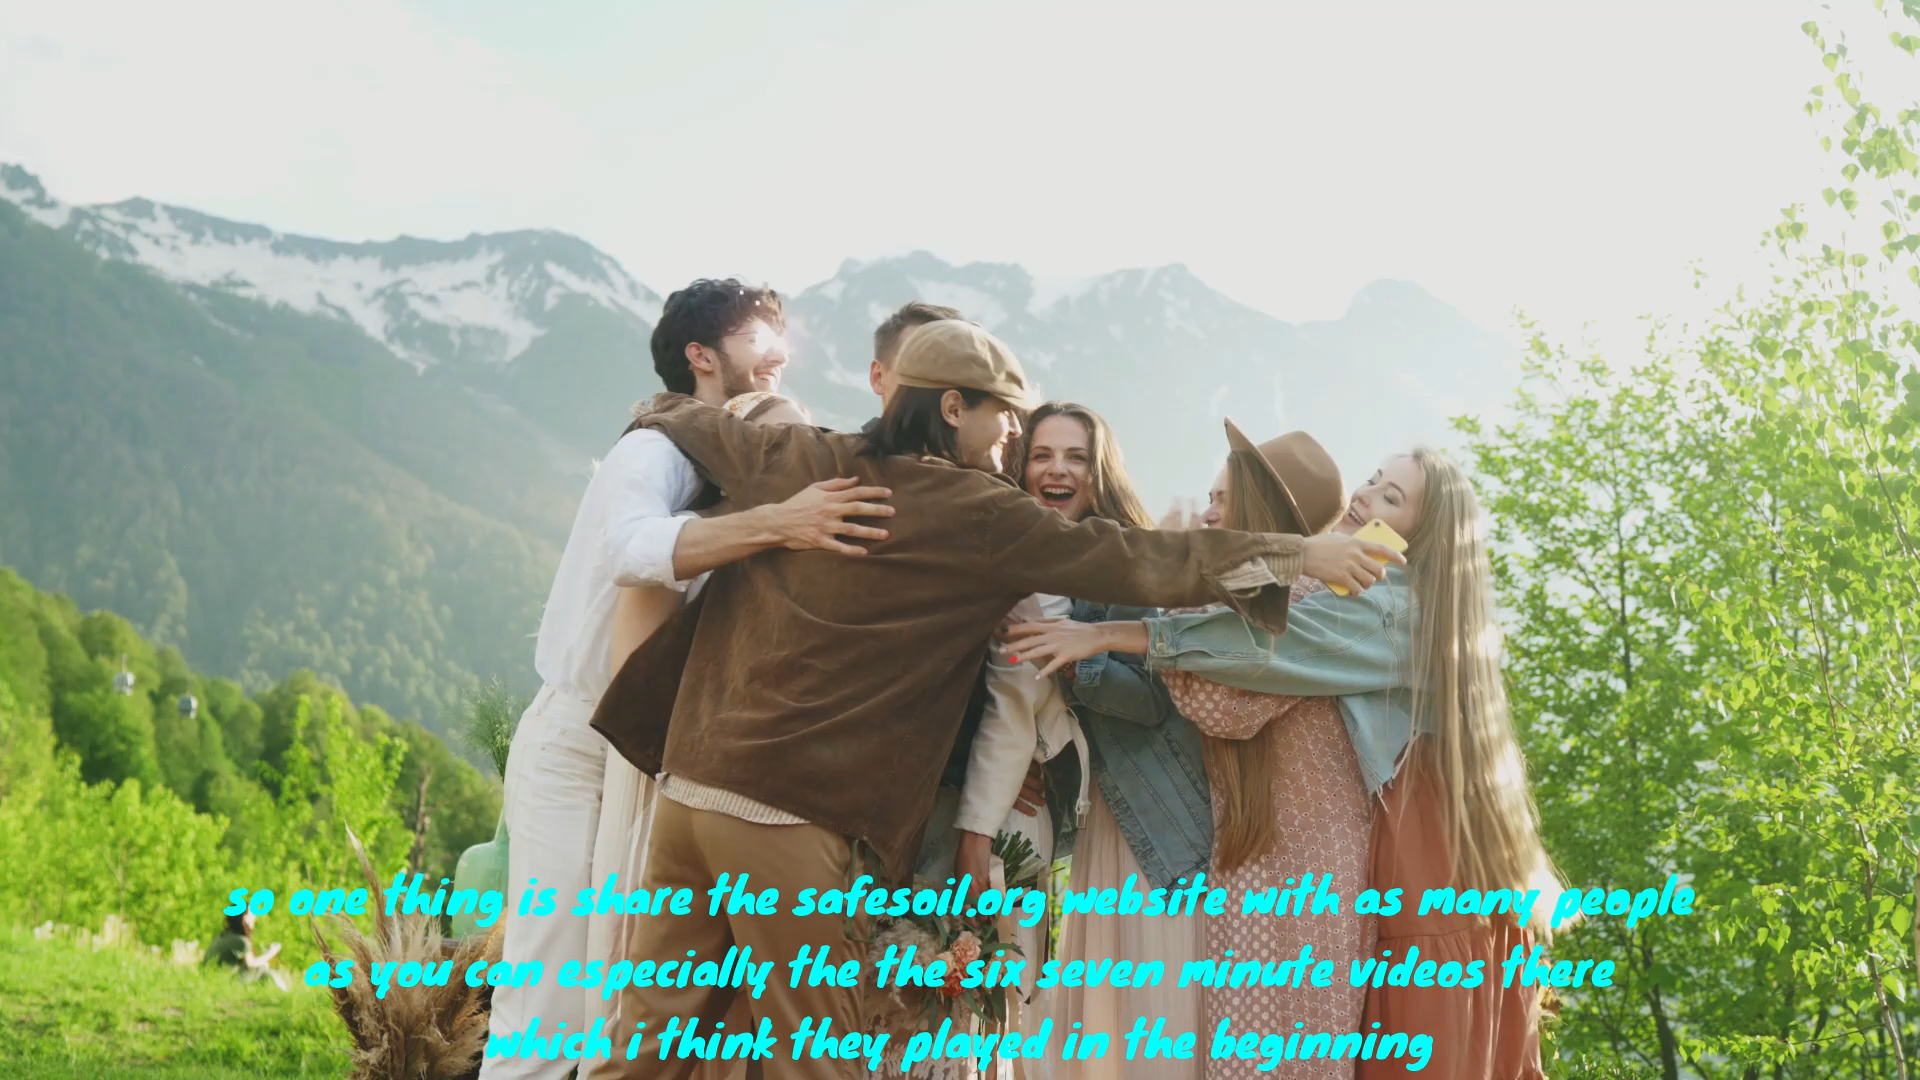 so one thing is share the safesoil.org website with as many people
as you can especially the the six seven minute videos there
which i think they played in the beginning